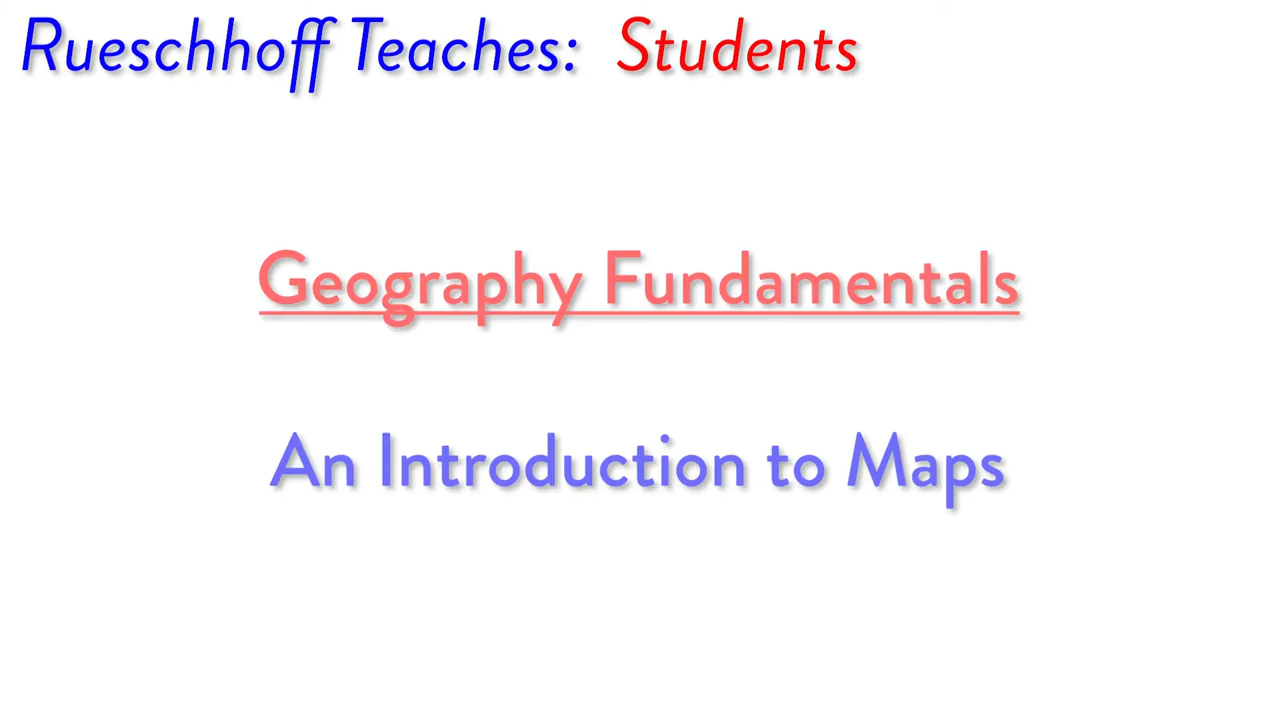 Rueschhoff Teaches: Students
Geography Fundamentals
An Introduction to Maps